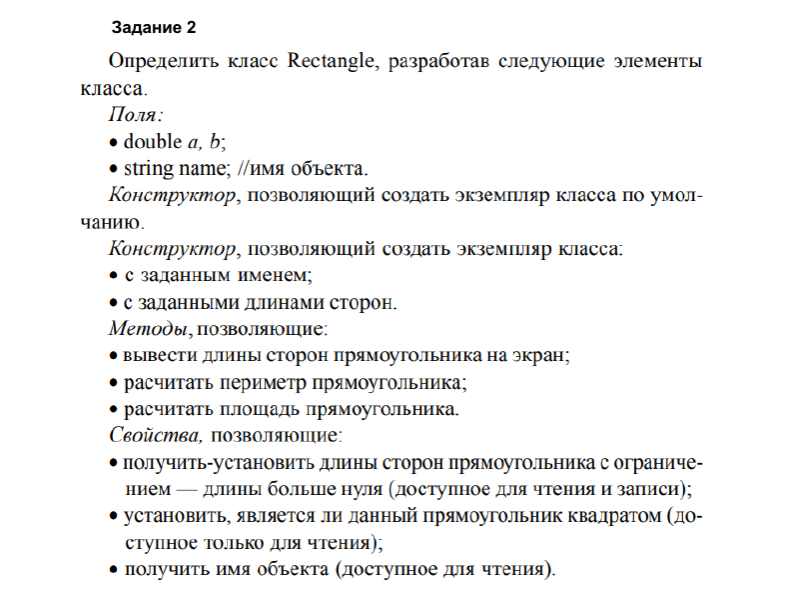 Задание 2
Определить класс Rectangle, разработав следующие элементы
класса.
Поля:
• double a, b;
• string name; //имя объекта.
Конструктор, позволяющий создать экземпляр класса по умол-
чанию.
Конструктор, позволяющий создать экземпляр класса:
• с заданным именем;
• с заданными длинами сторон.
Методы, позволяющие:
• вывести длины сторон прямоугольника на экран;
• расчитать периметр прямоугольника;
• расчитать площадь прямоугольника.
Свойства, позволяющие:
• получить-установить длины сторон прямоугольника с ограниче-
нием — длины больше нуля (доступное для чтения и записи);
• установить, является ли данный прямоугольник квадратом (до-
ступное только для чтения);
• получить имя объекта (доступное для чтения).